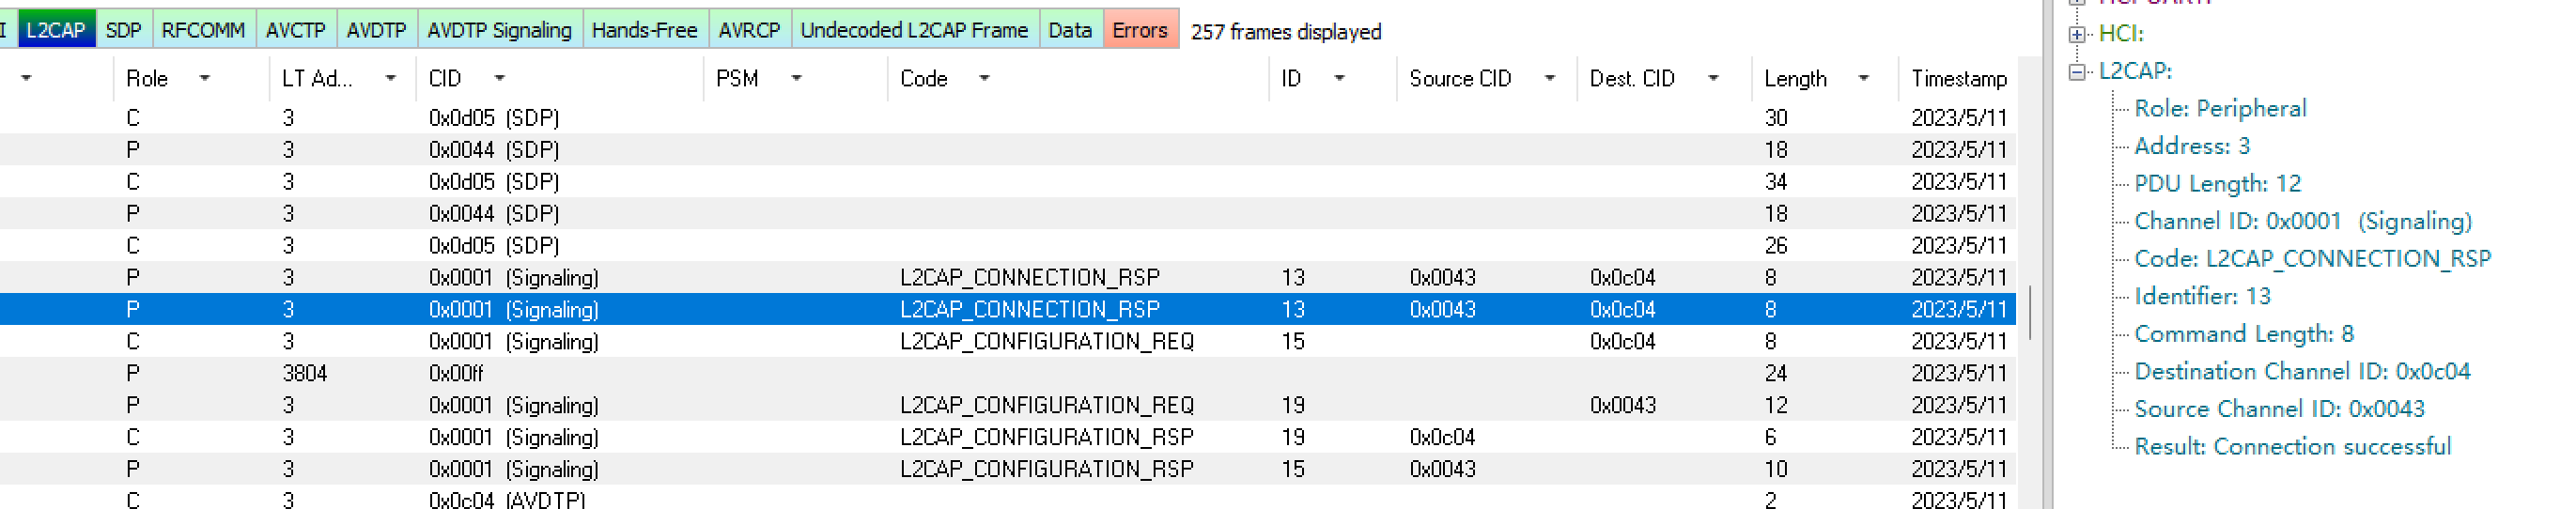 I L2CAP SDP RFCOMM AVCTP AVDTP AVDTP Signaling Hands-Free AVRCP Undecoded L2CAP Frame Data Errors 257 frames displayed
Role LT Ad... CID PSM Code ID Source CID Dest. CID Length Timestamp
C 3 0x0d05 (SDP) 30 2023/5/11
P 3 0x0044 (SDP) 18 2023/5/11
C 3 0x0d05 (SDP) 34 2023/5/11
P 3 0x0044 (SDP) 18 2023/5/11
C 3 0x0d05 (SDP) 26 2023/5/11
P 3 0x0001 (Signaling) L2CAP_CONNECTION_RSP 13 0x0043 0x0c04 8 2023/5/11
P 3 0x0001 (Signaling) L2CAP_CONNECTION_RSP 13 0x0043 0x0c04 8 2023/5/11
C 3 0x0001 (Signaling) L2CAP_CONFIGURATION_REQ 15 0x0c04 8 2023/5/11
P 3804 0x00ff 24 2023/5/11
P 3 0x0001 (Signaling) L2CAP_CONFIGURATION_REQ 19 0x0043 12 2023/5/11
C 3 0x0001 (Signaling) L2CAP_CONFIGURATION_RSP 19 0x0c04 6 2023/5/11
P 3 0x0001 (Signaling) L2CAP_CONFIGURATION_RSP 15 0x0043 10 2023/5/11
C 3 0x0c04 (AVDTP) 2 2023/5/11
HCI:
L2CAP:
Role: Peripheral
Address: 3
PDU Length: 12
Channel ID: 0x0001 (Signaling)
Code: L2CAP_CONNECTION_RSP
Identifier: 13
Command Length: 8
Destination Channel ID: 0x0c04
Source Channel ID: 0x0043
Result: Connection successful